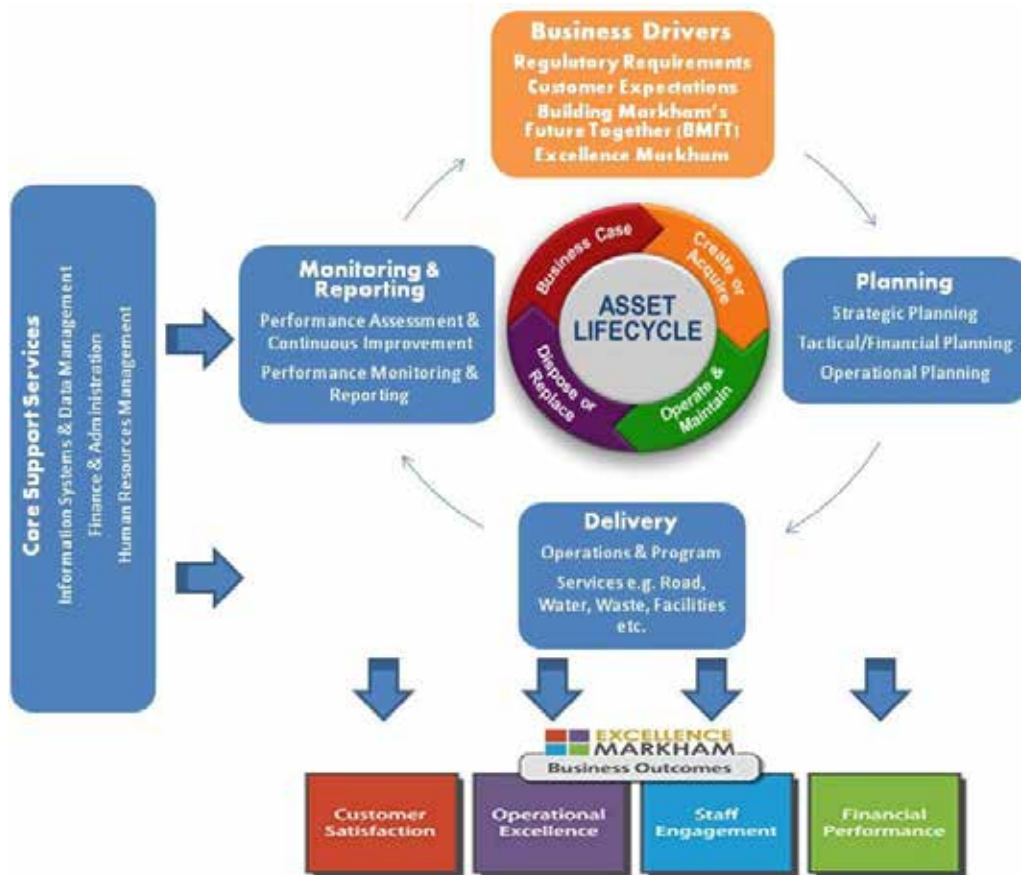 Business Drivers
Regulatory Requirements
Customer Expectations
Building Markham's
Future Together (BMFT)
Excellence Markham
Core Support Services
Information Systems & Data Management
Finance & Administration
Human Resources Management
Monitoring &
Reporting
Performance Assessment &
Continuous Improvement
Performance Monitoring &
Reporting
Business Case
Create or
Acquire
ASSET
LIFECYCLE
Dispose or
Replace
Operate &
Maintain
Planning
Strategic Planning
Tactical/Financial Planning
Operational Planning
Delivery
Operations & Program
Services e.g. Road,
Water, Waste, Facilities
etc.
EXCELLENCE
MARKHAM
Business Outcomes
Customer
Satisfaction
Operational
Excellence
Staff
Engagement
Financial
Performance